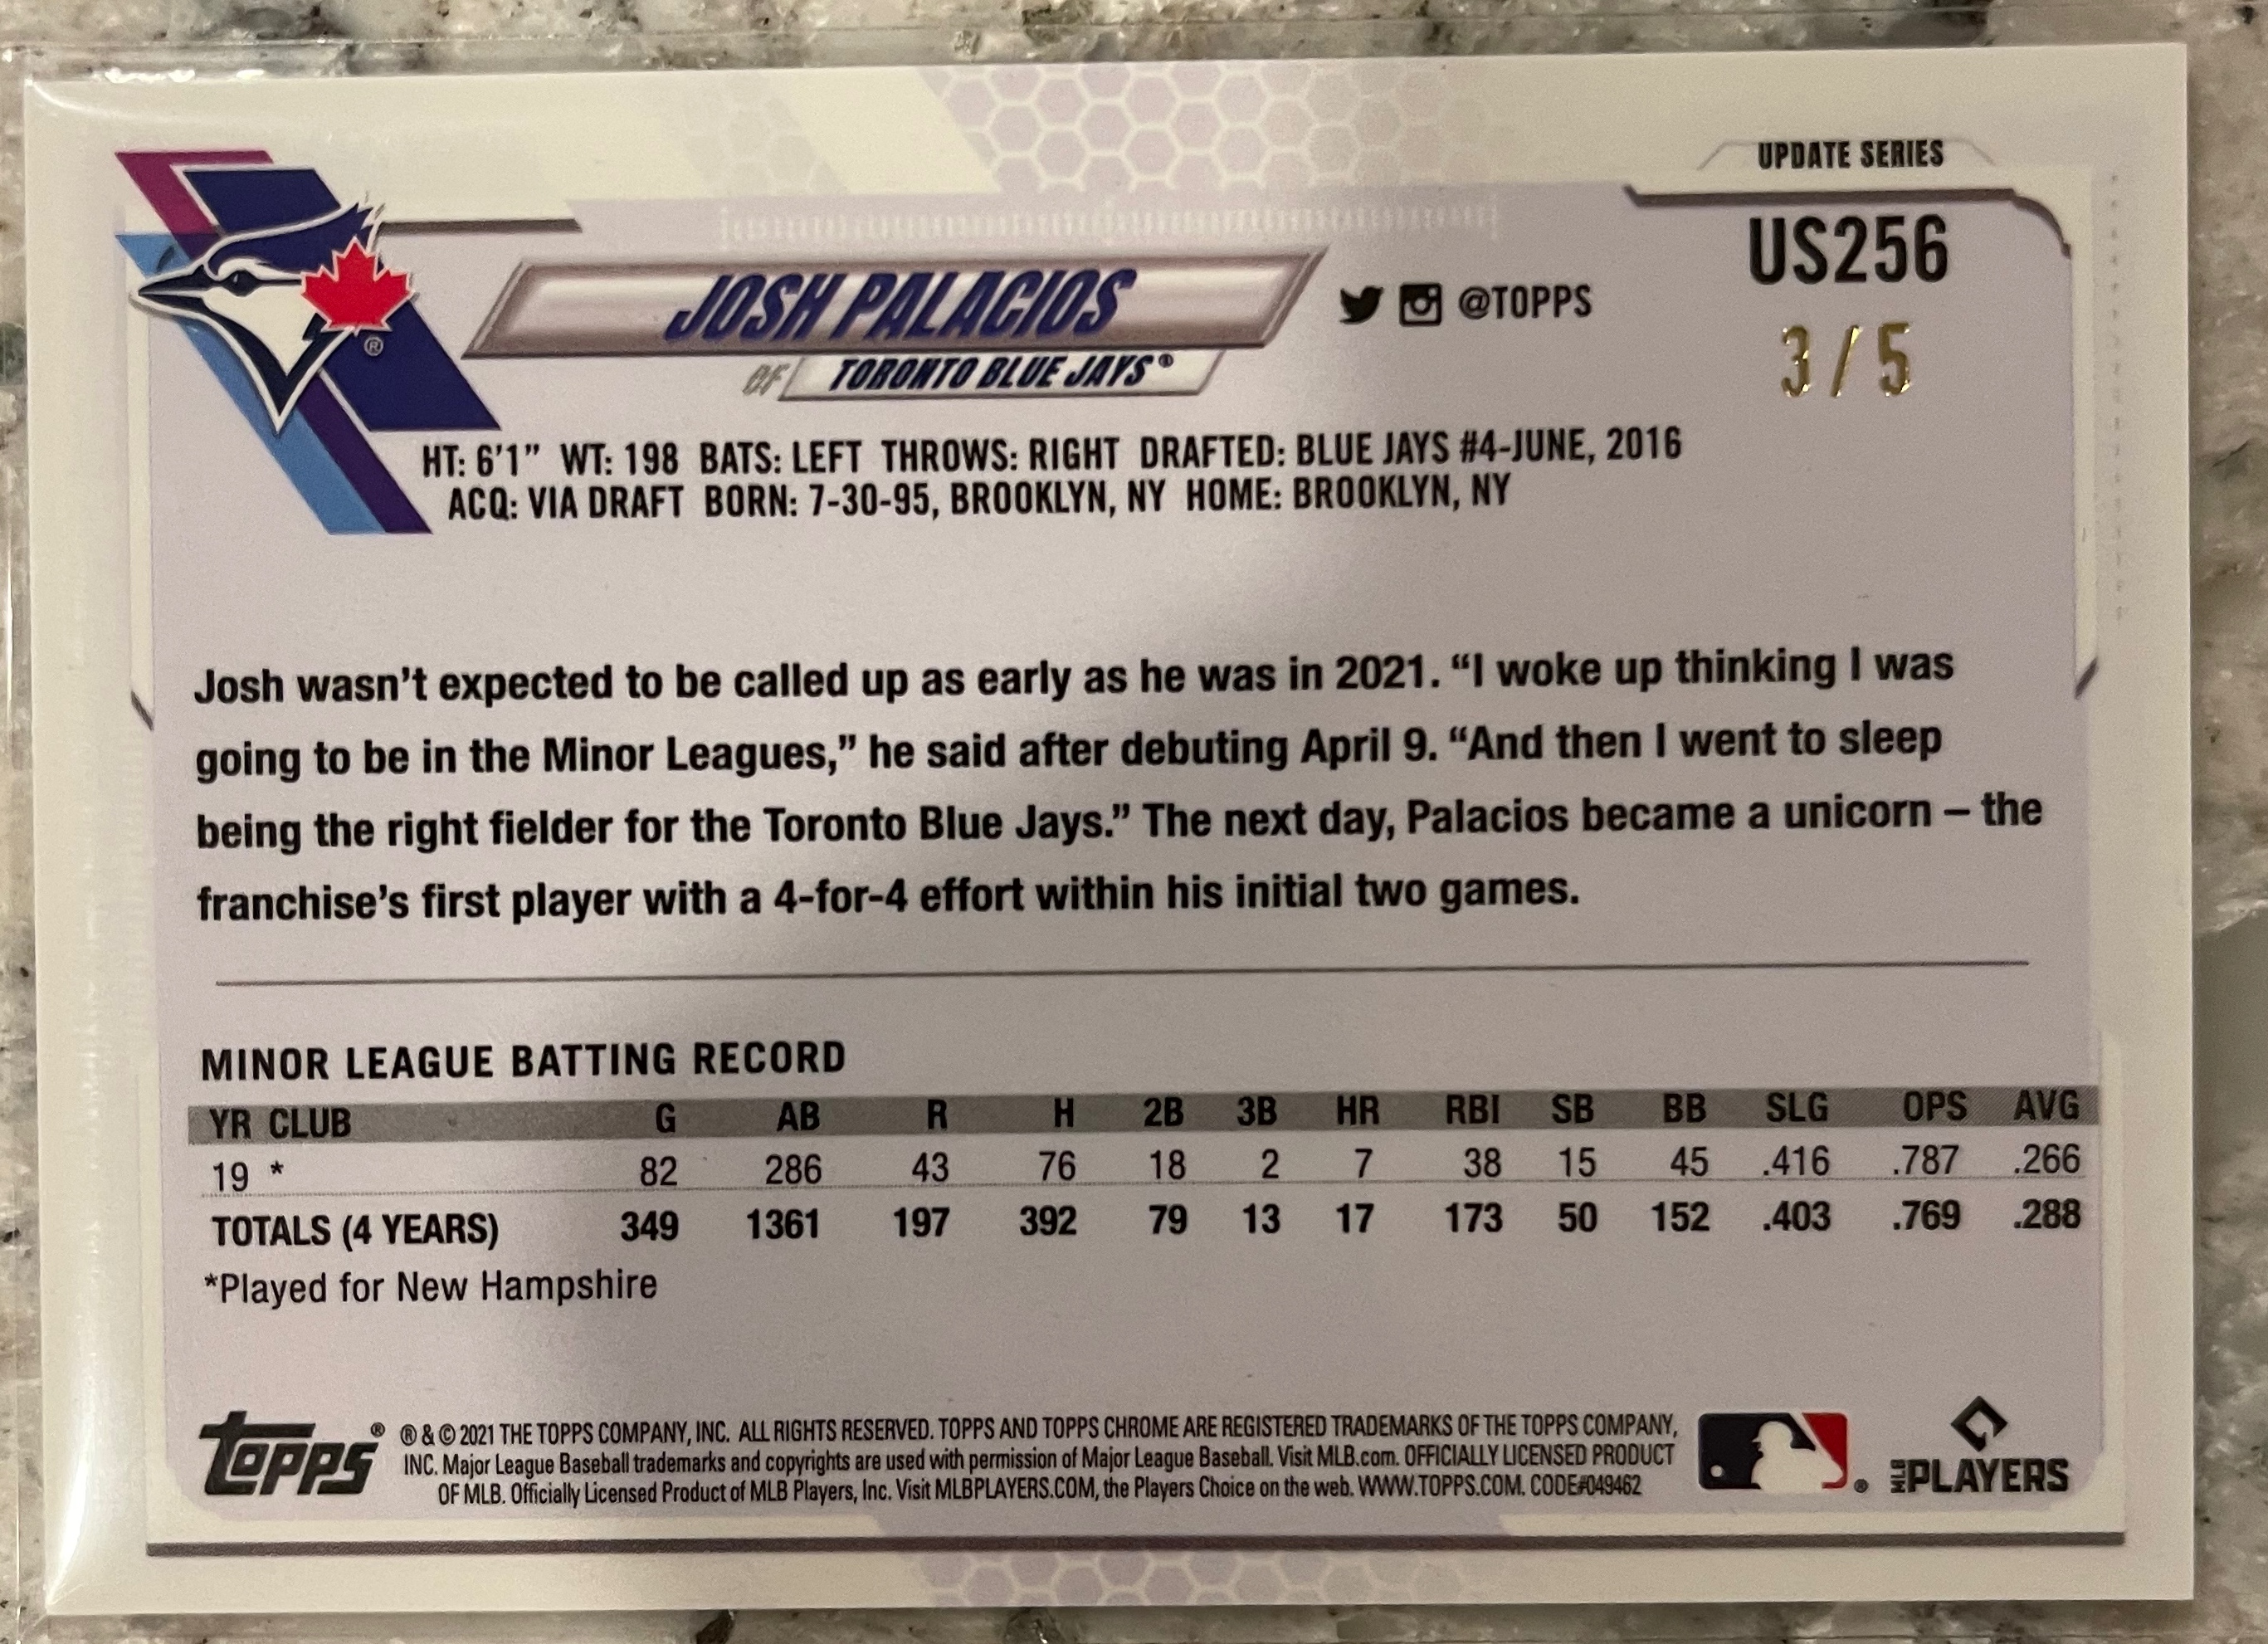 UPDATE SERIES
US256
3 / 5
JOSH PALACIOS
@TOPPS
OF TORONTO BLUE JAYS®
®
HT: 6'1" WT: 198 BATS: LEFT THROWS: RIGHT DRAFTED: BLUE JAYS #4-JUNE, 2016
ACQ: VIA DRAFT BORN: 7-30-95, BROOKLYN, NY HOME: BROOKLYN, NY
Josh wasn't expected to be called up as early as he was in 2021. “I woke up thinking I was
going to be in the Minor Leagues,” he said after debuting April 9. “And then I went to sleep
being the right fielder for the Toronto Blue Jays.” The next day, Palacios became a unicorn – the
franchise's first player with a 4-for-4 effort within his initial two games.
MINOR LEAGUE BATTING RECORD
YR CLUB G AB R H 2B 3B HR RBI SB BB SLG OPS AVG
19 * 82 286 43 76 18 2 7 38 15 45 .416 .787 .266
TOTALS (4 YEARS) 349 1361 197 392 79 13 17 173 50 152 .403 .769 .288
*Played for New Hampshire
topps®
® & © 2021 THE TOPPS COMPANY, INC. ALL RIGHTS RESERVED. TOPPS AND TOPPS CHROME ARE REGISTERED TRADEMARKS OF THE TOPPS COMPANY,
INC. Major League Baseball trademarks and copyrights are used with permission of Major League Baseball. Visit MLB.com. OFFICIALLY LICENSED PRODUCT
OF MLB. Officially Licensed Product of MLB Players, Inc. Visit MLBPLAYERS.COM, the Players Choice on the web. WWW.TOPPS.COM. CODE#049462
®
MLB PLAYERS